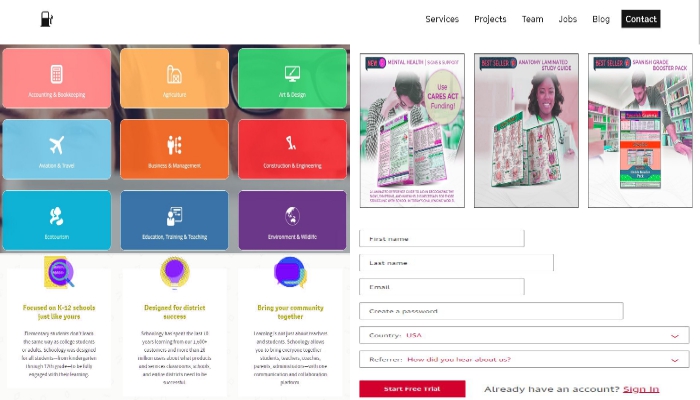 Services Projects Team Jobs Blog Contact
Accounting & Bookkeeping
Agriculture
Art & Design
Aviation & Travel
Business & Management
Construction & Engineering
Ecotourism
Education, Training & Teaching
Environment & Wildlife
NEW MENTAL HEALTH | SIGNS & SUPPORT
Use
CARES ACT
Funding!
BEST SELLER ANATOMY LAMINATED
STUDY GUIDE
BEST SELLER SPANISH GRADE
BOOSTER PACK
Focused on K-12 schools
just like yours
Elementary students don't learn
the same way as college students
or adults. Schoology was designed
for all students—from kindergarten
through 12th grade—to be fully
engaged with their learning.
Designed for district
success
Schoology has spent the last 10
years learning from our 1,600+
customers and more than 20
million users about what products
and services classrooms, schools,
and entire districts need to be
successful.
Bring your community
together
Learning is not just about teachers
and students. Schoology allows
you to bring everyone together
students, teachers, coaches,
parents, administrators—with one
communication and collaboration
platform.
First name
Last name
Email
Create a password
Country: USA
Referrer: How did you hear about us?
Start Free Trial
Already have an account? Sign In